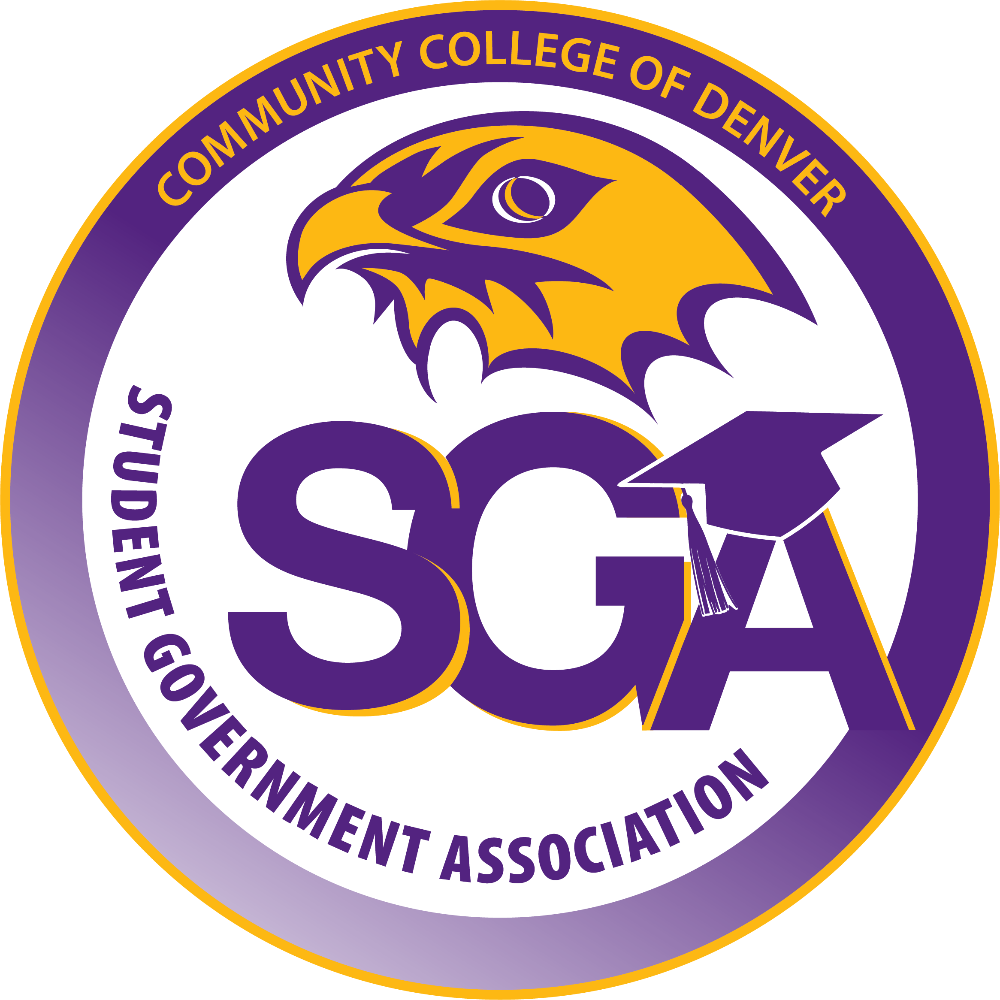 COMMUNITY COLLEGE OF DENVER
SGA
STUDENT GOVERNMENT ASSOCIATION